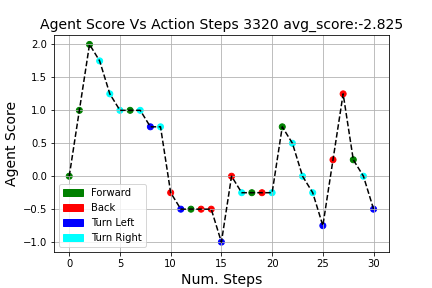 Agent Score Vs Action Steps 3320 avg_score:-2.825
Agent Score
2.0
1.5
1.0
0.5
0.0
−0.5
−1.0
Forward
Back
Turn Left
Turn Right
0 5 10 15 20 25 30
Num. Steps